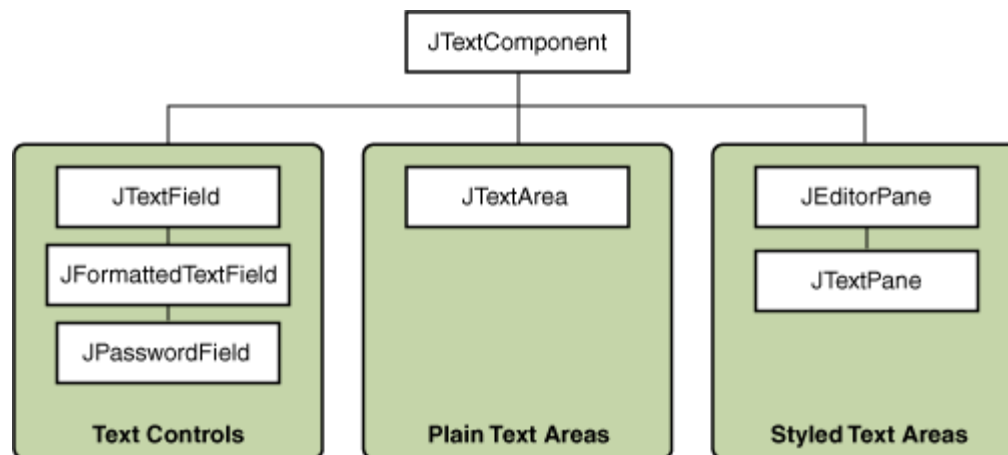 JTextComponent
JTextField
JFormattedTextField
JPasswordField
Text Controls
JTextArea
Plain Text Areas
JEditorPane
JTextPane
Styled Text Areas